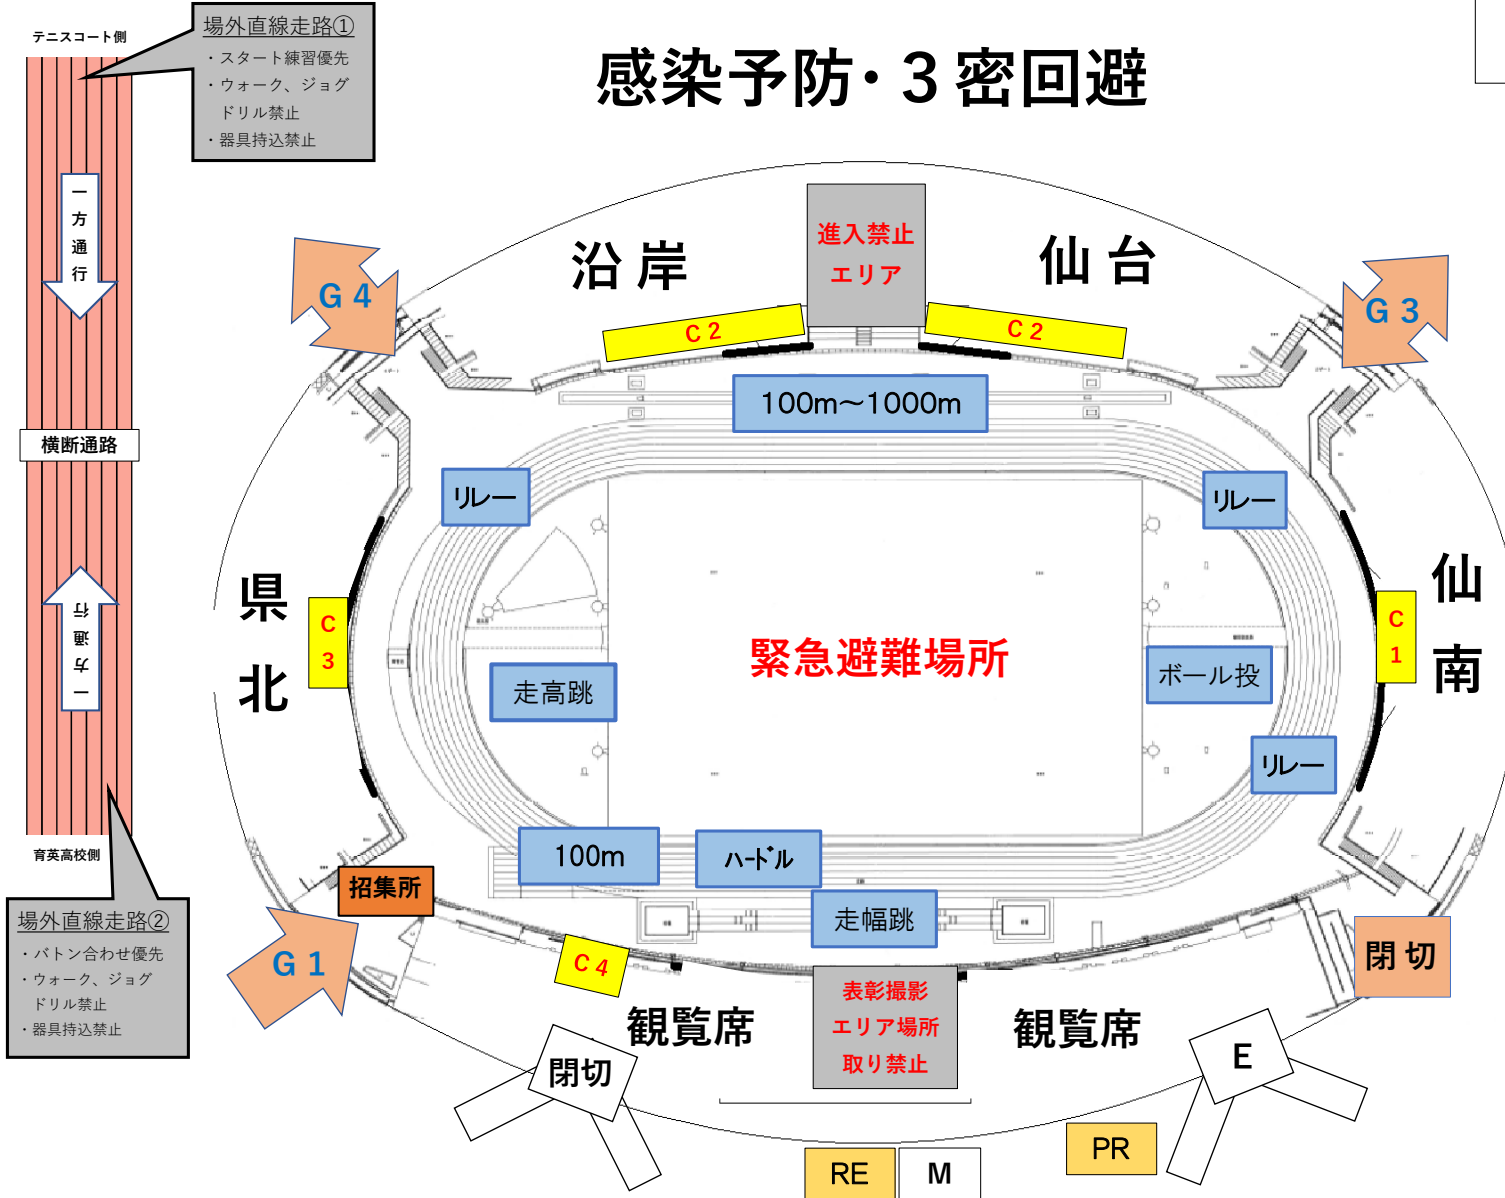 感染予防・３密回避
テニスコート側
場外直線走路①
・スタート練習優先
・ウォーク、ジョグ
ドリル禁止
・器具持込禁止
一方通行
横断通路
一方通行
育英高校側
場外直線走路②
・バトン合わせ優先
・ウォーク、ジョグ
ドリル禁止
・器具持込禁止
沿岸
進入禁止
エリア
仙台
G 4
G 3
C 2
C 2
100m～1000m
リレー
リレー
県北
C3
緊急避難場所
走高跳
ボール投
C1
仙南
リレー
100m
ハードル
招集所
走幅跳
G 1
C 4
閉切
表彰撮影
エリア場所
取り禁止
観覧席
観覧席
閉切
E
PR
RE
M